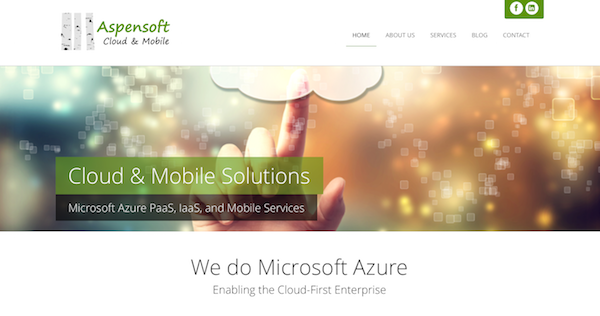 Aspensoft
Cloud & Mobile
HOME ABOUT US SERVICES BLOG CONTACT
Cloud & Mobile Solutions
Microsoft Azure PaaS, IaaS, and Mobile Services
We do Microsoft Azure
Enabling the Cloud-First Enterprise